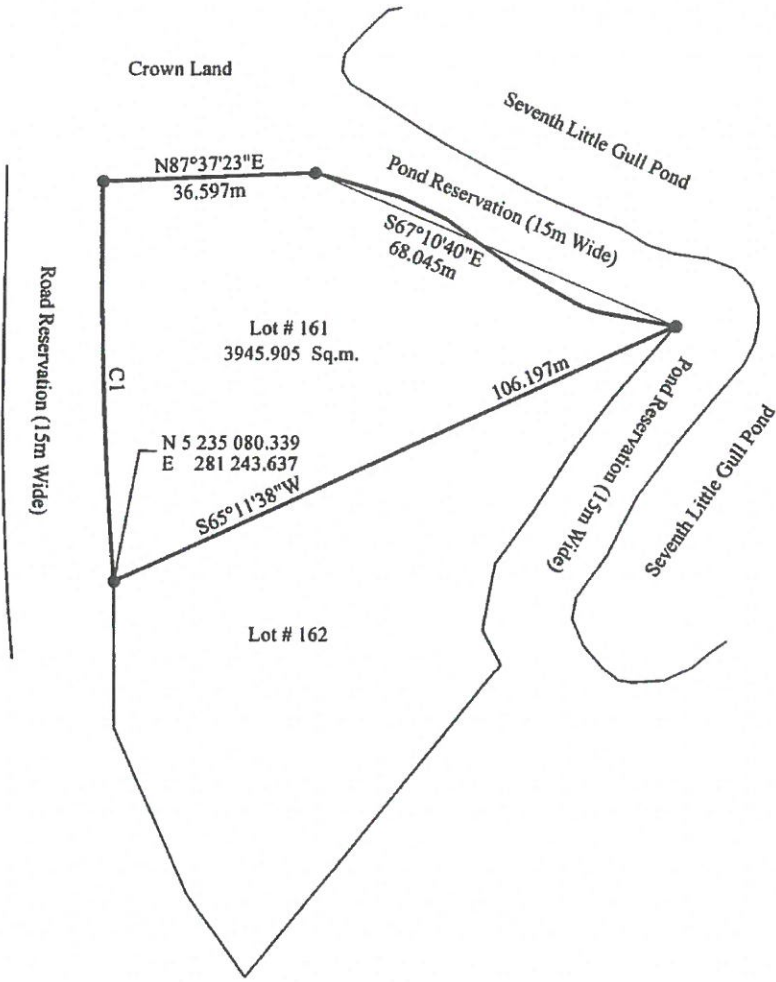 Crown Land
Seventh Little Gull Pond
N87°37'23"E
36.597m
Pond Reservation (15m Wide)
S67°10'40"E
68.045m
Road Reservation (15m Wide)
Lot # 161
3945.905 Sq.m.
C1
106.197m
Pond Reservation (15m Wide)
N 5 235 080.339
E 281 243.637
S65°11'38"W
Seventh Little Gull Pond
Lot # 162